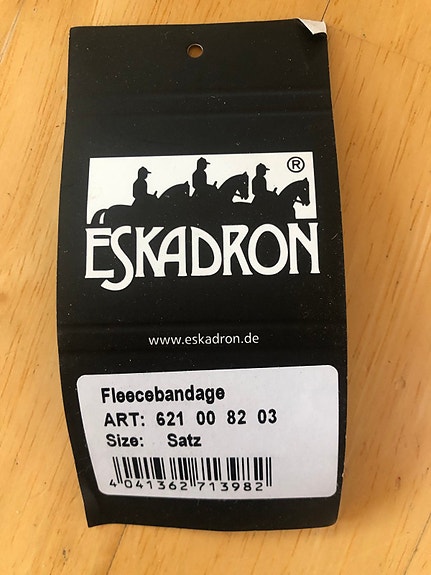 ®
ESKADRON
www.eskadron.de
Fleecebandage
ART: 621 00 82 03
Size: Satz
4 041362 713982